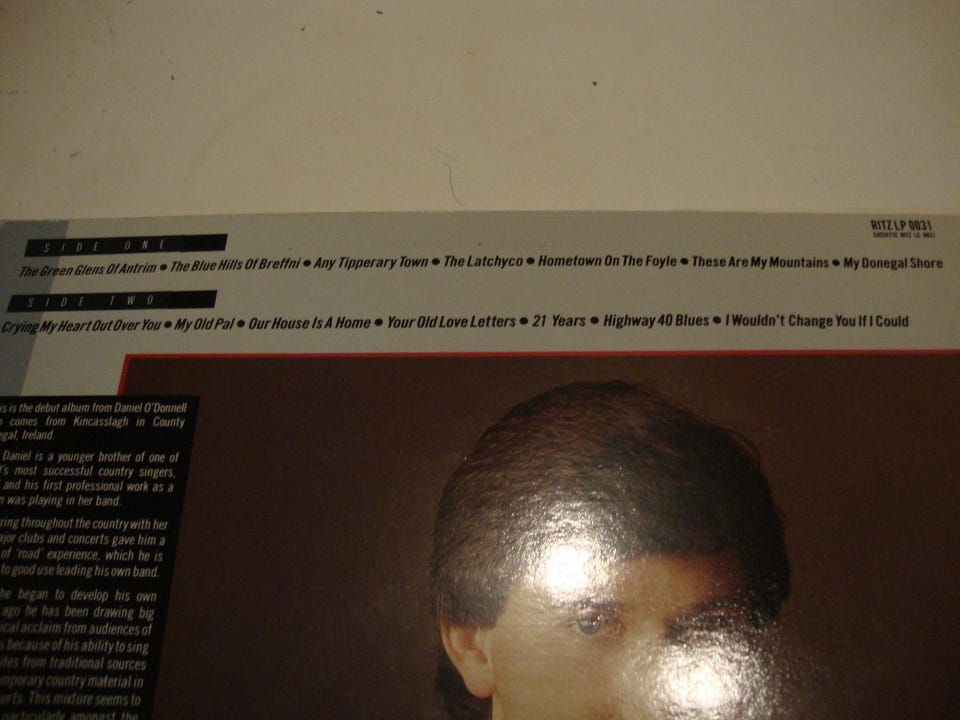 RITZ LP 0031
CASSETTE RITZ LC 0031
SIDE ONE
The Green Glens Of Antrim ● The Blue Hills Of Breffni ● Any Tipperary Town ● The Latchyco ● Hometown On The Foyle ● These Are My Mountains ● My Donegal Shore
SIDE TWO
Crying My Heart Out Over You ● My Old Pal ● Our House Is A Home ● Your Old Love Letters ● 21 Years ● Highway 40 Blues ● I Wouldn't Change You If I Could
is is the debut album from Daniel O'Donnell
comes from Kincasslagh in County
egal, Ireland.
Daniel is a younger brother of one of
's most successful country singers,
and his first professional work as a
n was playing in her band.
ring throughout the country with her
ajor clubs and concerts gave him a
of 'road' experience, which he is
to good use leading his own band.
he began to develop his own
ago he has been drawing big
ical acclaim from audiences of
s because of his ability to sing
ites from traditional sources
mporary country material in
erts. This mixture seems to
particularly amongst the